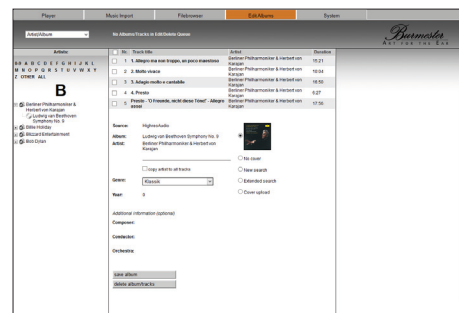 Player Music Import Filebrowser Edit Albums System
Artist/Album
No Albums/Tracks in Edit/Delete Queue
Burmester
ART FOR THE EAR
Artists
0-9 A B C D E F G H I J K L
M N O P Q R S T U V W X Y
Z OTHER ALL
B
Berliner Philharmoniker &
Herbert von Karajan
Ludwig van Beethoven
Symphony No. 9
Billie Holiday
Blizzard Entertainment
Bob Dylan
Nr. Track title Artist Duration
1 1. Allegro ma non troppo, un poco maestoso Berliner Philharmoniker & Herbert von Karajan 15:21
2 2. Molto vivace Berliner Philharmoniker & Herbert von Karajan 10:04
3 3. Adagio molto e cantabile Berliner Philharmoniker & Herbert von Karajan
4 4. Presto Berliner Philharmoniker & Herbert von Karajan 6:27
5 Presto - 'O Freunde, nicht diese Töne!' - Allegro assai Berliner Philharmoniker & Herbert von Karajan
Source: HighresAudio
Album: Ludwig van Beethoven Symphony No. 9
Artist: Berliner Philharmoniker & Herbert von
Karajan
copy artist to all tracks
Genre: Klassik
Year: 0
No cover
New search
Extended search
Cover upload
Additional Information (optional)
Composer:
Conductor:
Orchestra:
save album
delete album/tracks